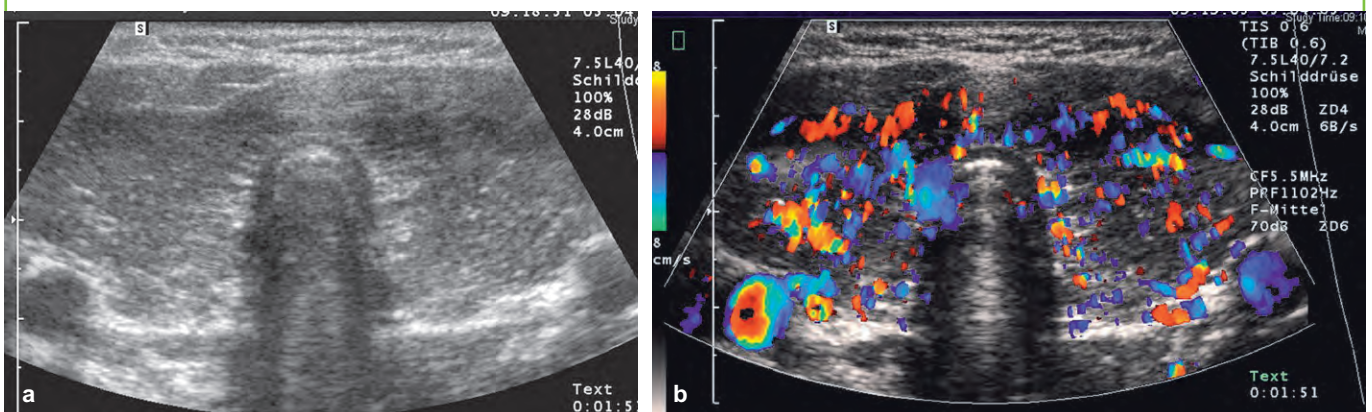 S
7.5L40/
Schildd
100%
28dB
4.0cm
Text
0:01:51
a
S
TIS 0.6
(TIB 0.6)
7.5L40/7.2
Schilddrüse
100%
28dB ZD4
4.0cm 6B/s
CF5.5MHz
PRF1102Hz
F-Mittel
70dB ZD6
8
8
cm/s
Text
0:01:51
b